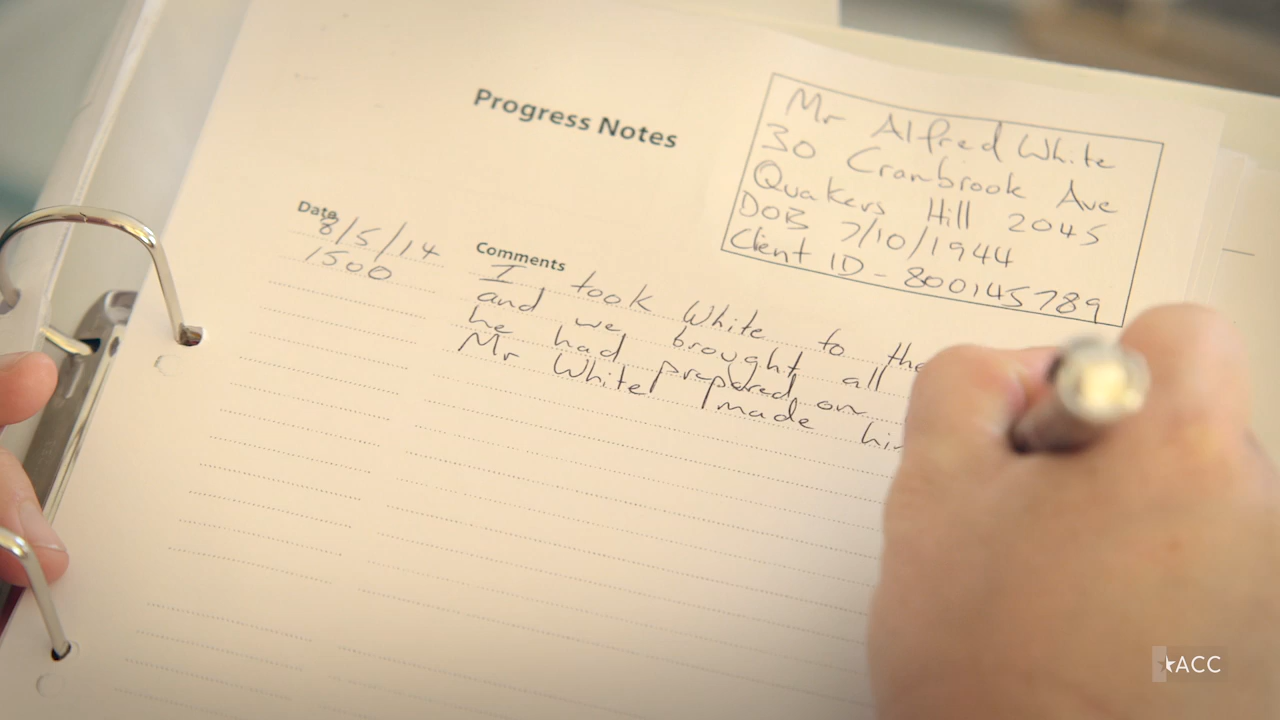 Progress Notes
Mr Alfred White
30 Cranbrook Ave
Quakers Hill 2045
DOB 7/10/1944
Client ID - 800145789
Date
8/5/14
1500
Comments
I took White to the
and we brought all
he had prepared on
Mr White made
ACC